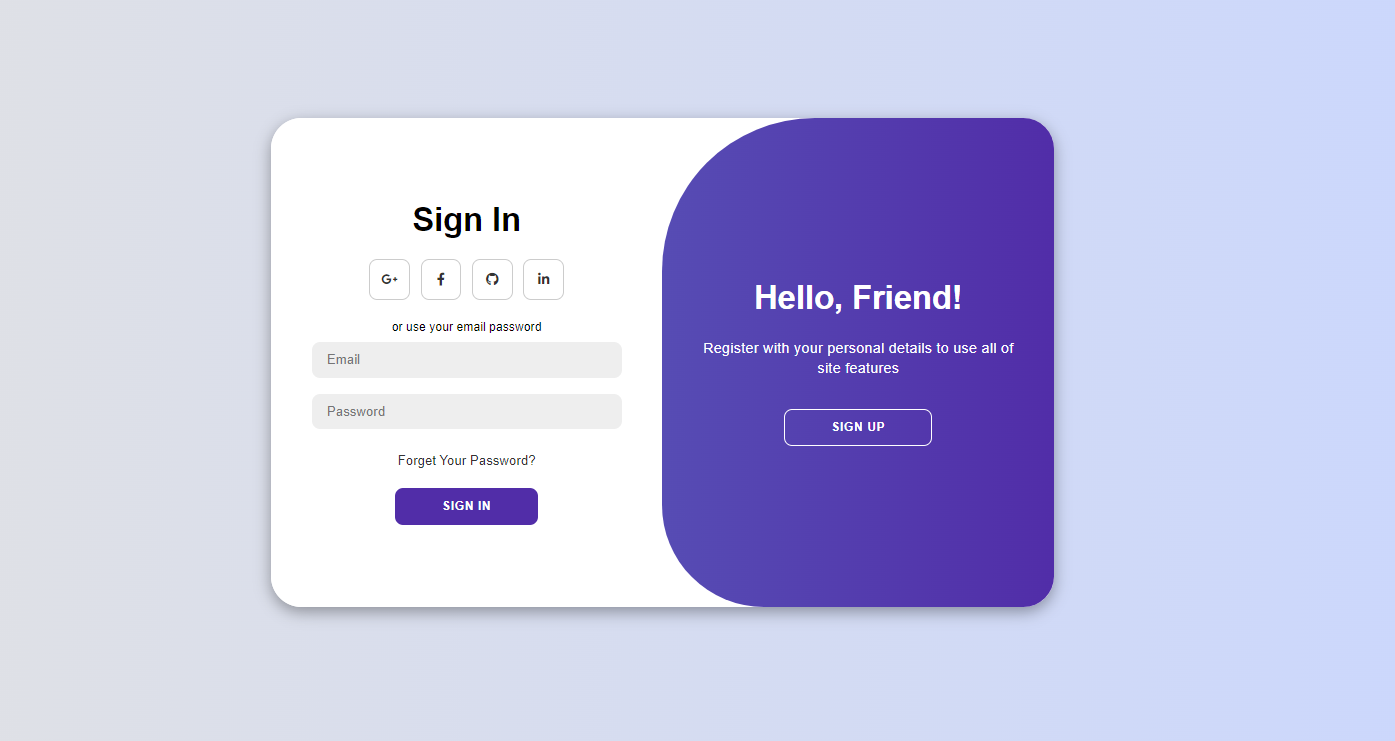 Sign In
G+
f
in
or use your email password
Email
Password
Forget Your Password?
SIGN IN
Hello, Friend!
Register with your personal details to use all of
site features
SIGN UP